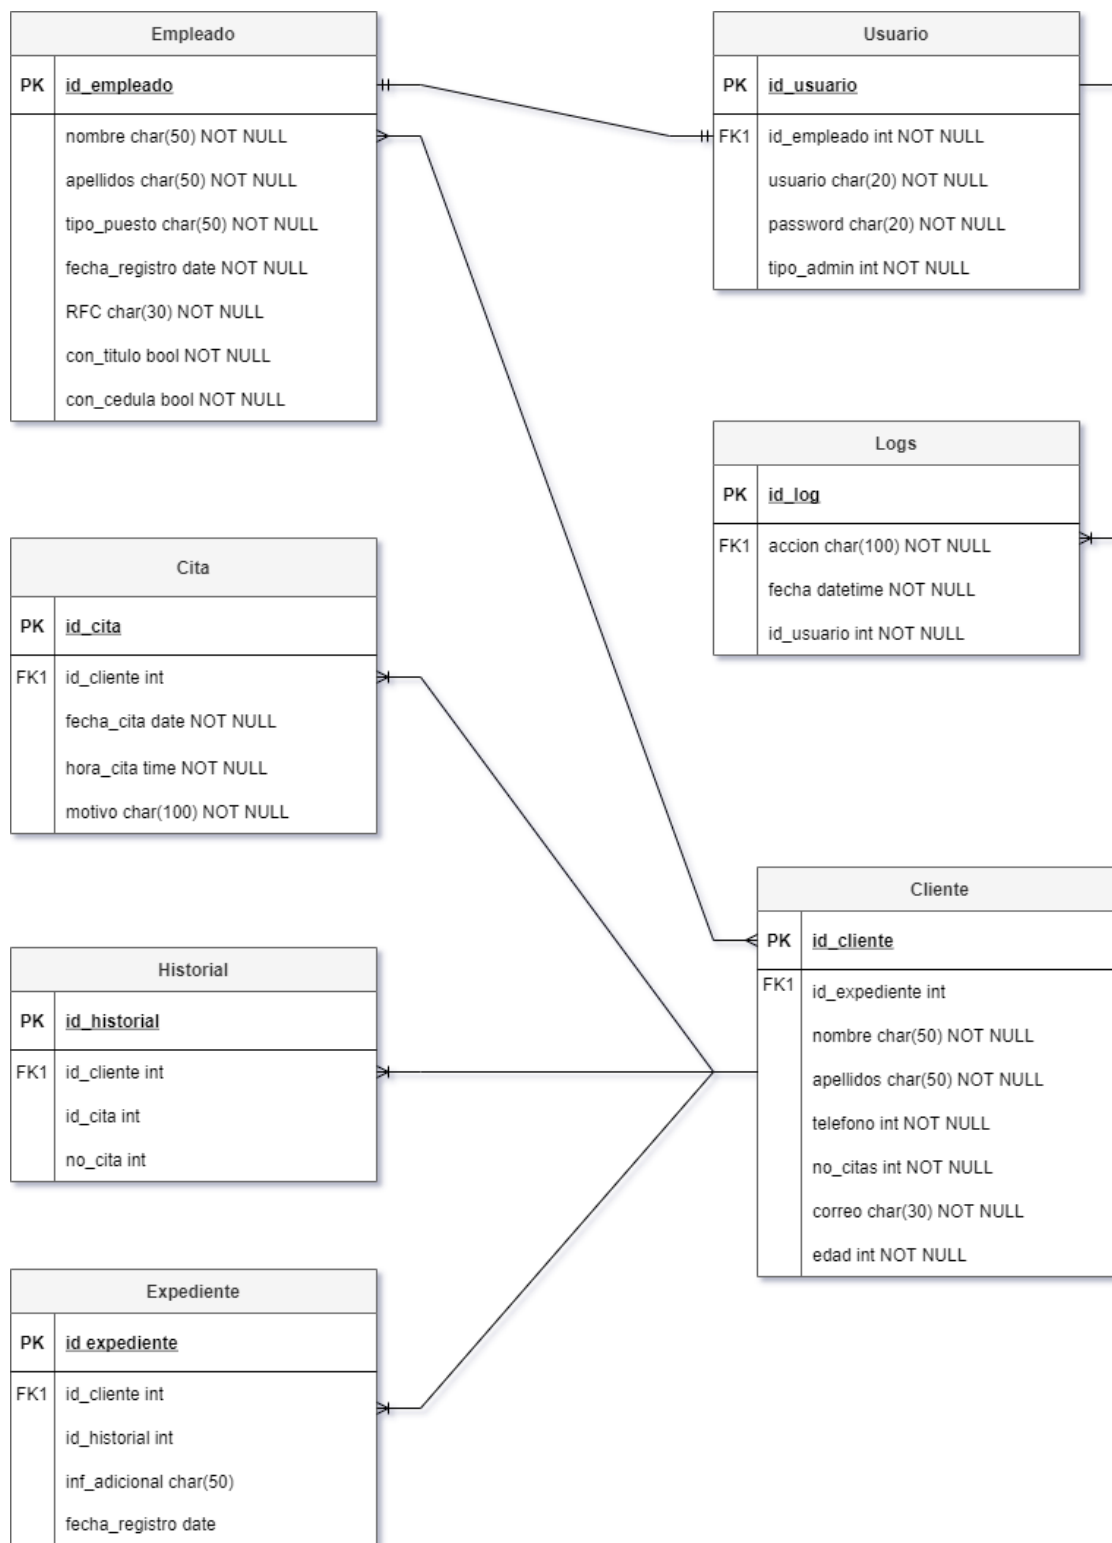 Empleado
PK id_empleado
nombre char(50) NOT NULL
apellidos char(50) NOT NULL
tipo_puesto char(50) NOT NULL
fecha_registro date NOT NULL
RFC char(30) NOT NULL
con_titulo bool NOT NULL
con_cedula bool NOT NULL
Usuario
PK id_usuario
FK1 id_empleado int NOT NULL
usuario char(20) NOT NULL
password char(20) NOT NULL
tipo_admin int NOT NULL
Logs
PK id_log
FK1 accion char(100) NOT NULL
fecha datetime NOT NULL
id_usuario int NOT NULL
Cita
PK id_cita
FK1 id_cliente int
fecha_cita date NOT NULL
hora_cita time NOT NULL
motivo char(100) NOT NULL
Cliente
PK id_cliente
FK1 id_expediente int
nombre char(50) NOT NULL
apellidos char(50) NOT NULL
telefono int NOT NULL
no_citas int NOT NULL
correo char(30) NOT NULL
edad int NOT NULL
Historial
PK id_historial
FK1 id_cliente int
id_cita int
no_cita int
Expediente
PK id expediente
FK1 id_cliente int
id_historial int
inf_adicional char(50)
fecha_registro date